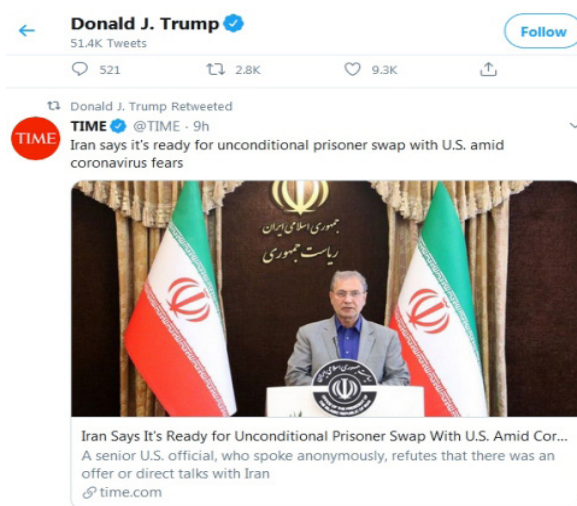 Donald J. Trump
51.4K Tweets
Follow
521 2.8K 9.3K
Donald J. Trump Retweeted
TIME
TIME @TIME · 9h
Iran says it's ready for unconditional prisoner swap with U.S. amid
coronavirus fears
جمهوری اسلامی ایران
ریاست جمهوری
جمهوری اسلامی ایران
Iran Says It's Ready for Unconditional Prisoner Swap With U.S. Amid Cor...
A senior U.S. official, who spoke anonymously, refutes that there was an
offer or direct talks with Iran
time.com